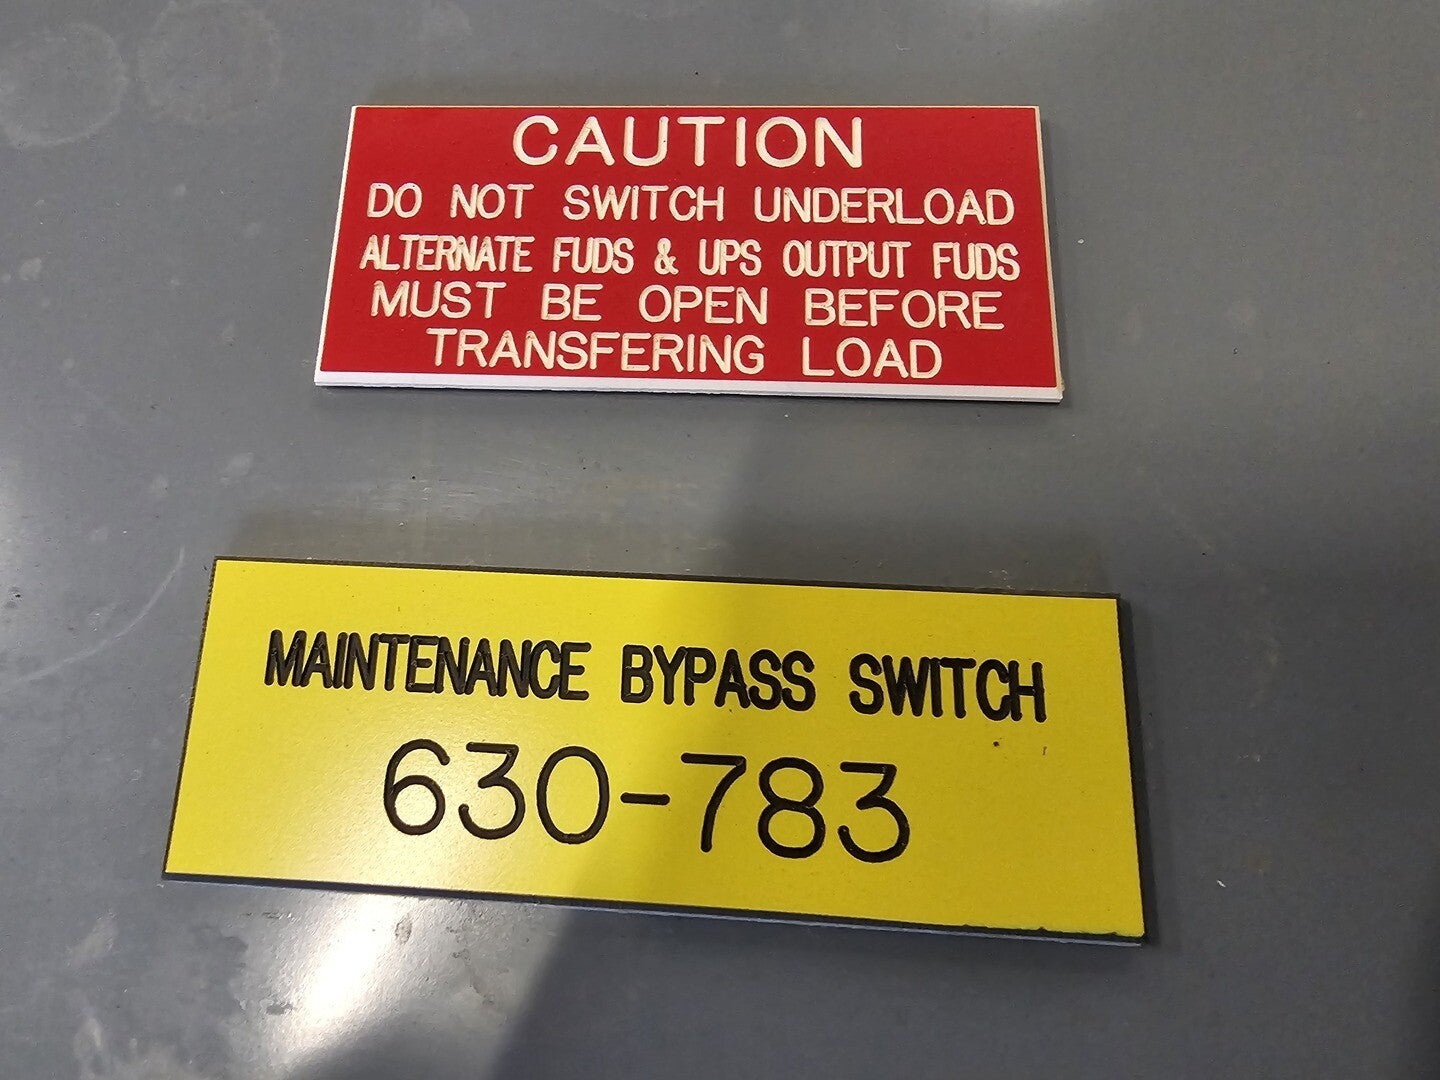 CAUTION
DO NOT SWITCH UNDERLOAD
ALTERNATE FUDS & UPS OUTPUT FUDS
MUST BE OPEN BEFORE
TRANSFERING LOAD
MAINTENANCE BYPASS SWITCH
630-783